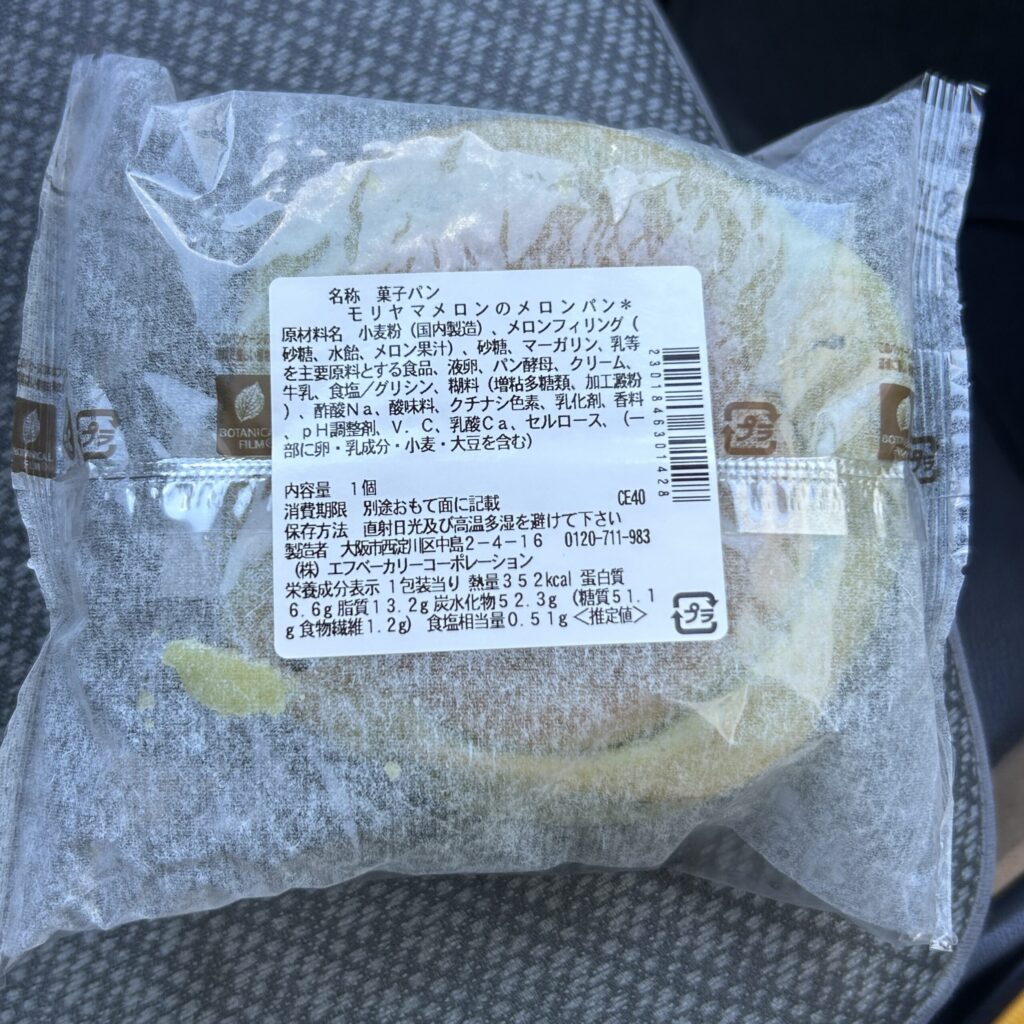 名称 菓子パン
モリヤマメロンのメロンパン*
原材料名 小麦粉(国内製造)、メロンフィリング(
砂糖、水飴、メロン果汁)、砂糖、マーガリン、乳等
を主要原料とする食品、液卵、パン酵母、クリーム、
牛乳、食塩/グリシン、糊料(増粘多糖類、加工澱粉
)、酢酸Na、酸味料、クチナシ色素、乳化剤、香料
、pH調整剤、V.C、乳酸Ca、セルロース、(一
部に卵・乳成分・小麦・大豆を含む)
内容量 1個
消費期限 別途おもて面に記載 CE40
保存方法 直射日光及び高温多湿を避けて下さい
製造者 大阪市西淀川区中島2-4-16 0120-711-983
(株)エフベーカリーコーポレーション
栄養成分表示 1包装当り 熱量352kcal 蛋白質
6.6g 脂質13.2g 炭水化物52.3g (糖質51.1
g 食物繊維1.2g) 食塩相当量0.51g <推定値>
2301846301428
プラ
BOTANICAL
FILM
プラ
プラ
BOTANICAL
FILM
プラ